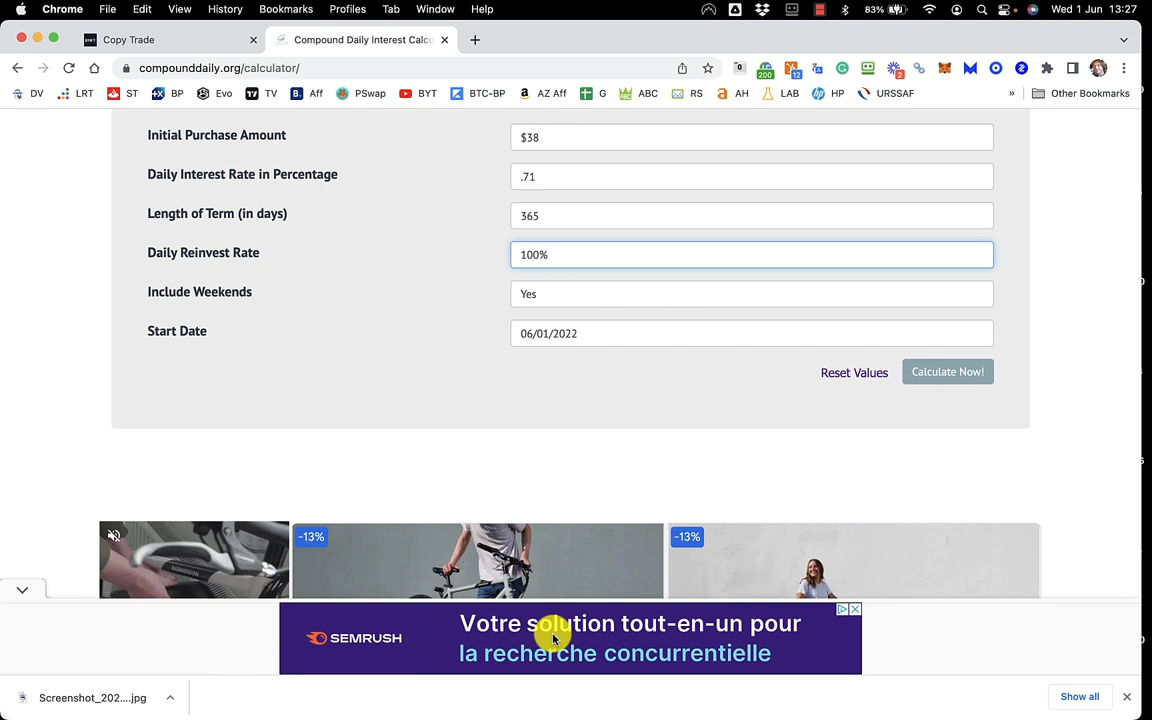 Chrome File Edit View History Bookmarks Profiles Tab Window Help 83% Wed 1 Jun 13:27
Copy Trade
Compound Daily Interest Calcu
compounddaily.org/calculator/
200 12 2
DV LRT ST BP Evo TV Aff PSwap BYT BTC-BP AZ Aff G ABC RS AH LAB HP URSSAF » Other Bookmarks
Initial Purchase Amount $38
Daily Interest Rate in Percentage .71
Length of Term (in days) 365
Daily Reinvest Rate 100%
Include Weekends Yes
Start Date 06/01/2022
Reset Values Calculate Now!
-13% -13%
SEMRUSH
Votre solution tout-en-un pour
la recherche concurrentielle
Screenshot_202....jpg Show all